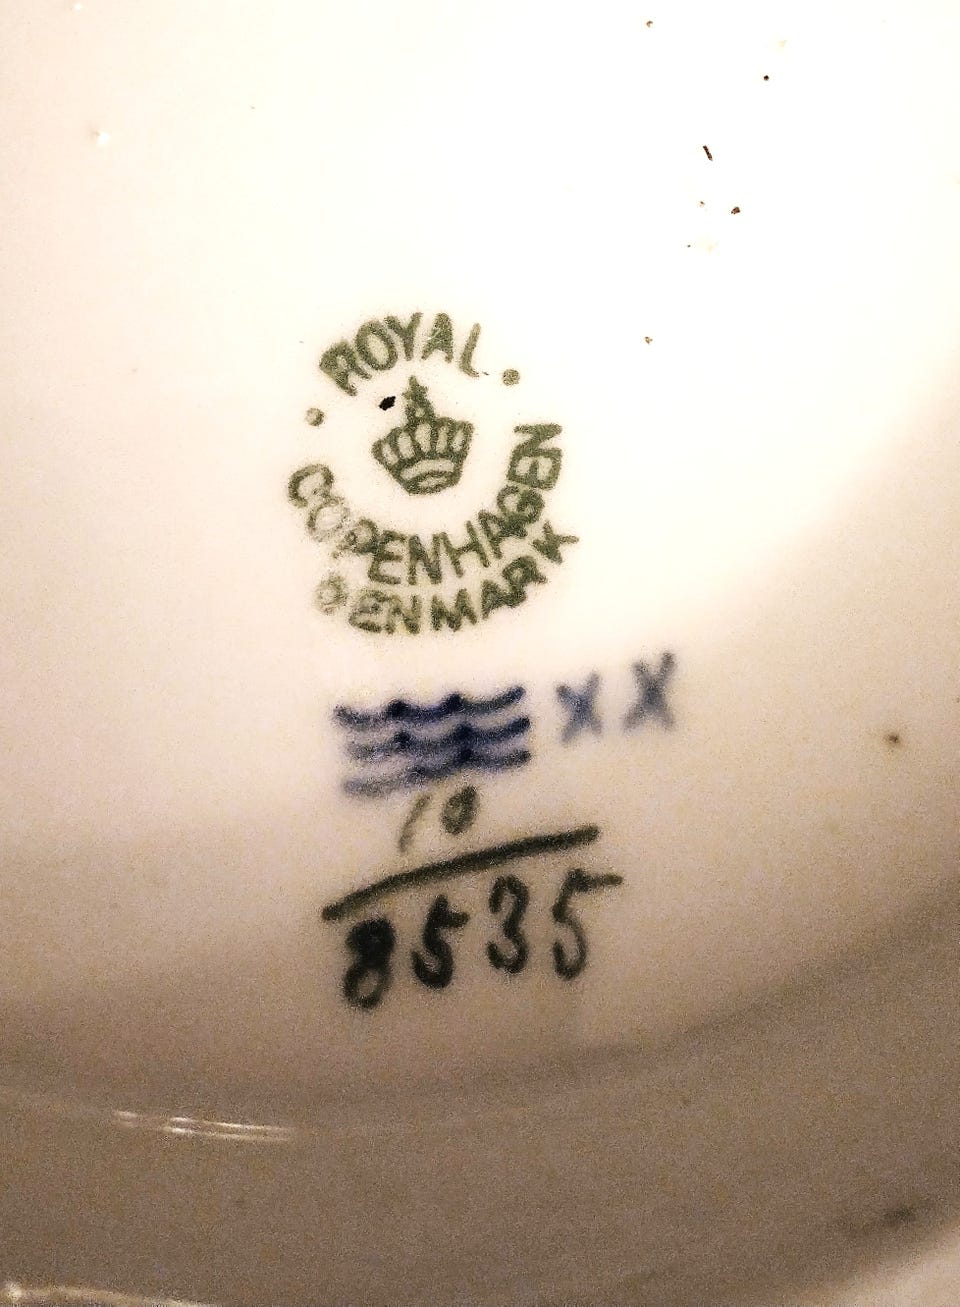 ROYAL
COPENHAGEN
DENMARK
XX
10
8535